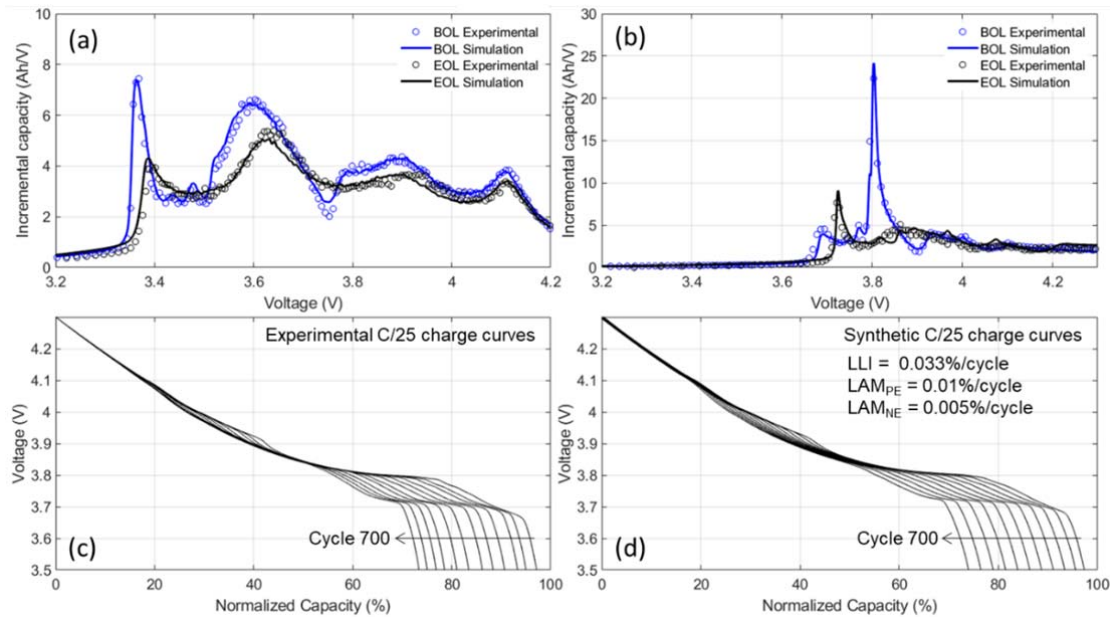 (a)
BOL Experimental
BOL Simulation
EOL Experimental
EOL Simulation
Incremental capacity (Ah/V)
10
8
6
4
2
0
3.2 3.4 3.6 3.8 4 4.2
Voltage (V)
(b)
BOL Experimental
BOL Simulation
EOL Experimental
EOL Simulation
Incremental capacity (Ah/V)
30
25
20
15
10
5
0
3.2 3.4 3.6 3.8 4 4.2
Voltage (V)
Experimental C/25 charge curves
Voltage (V)
4.2
4.1
4
3.9
3.8
3.7
3.6
3.5
(c)
Cycle 700
0 20 40 60 80 100
Normalized Capacity (%)
Synthetic C/25 charge curves
LLI = 0.033%/cycle
LAMPE = 0.01%/cycle
LAMNE = 0.005%/cycle
Voltage (V)
4.2
4.1
4
3.9
3.8
3.7
3.6
3.5
(d)
Cycle 700
0 20 40 60 80 100
Normalized Capacity (%)